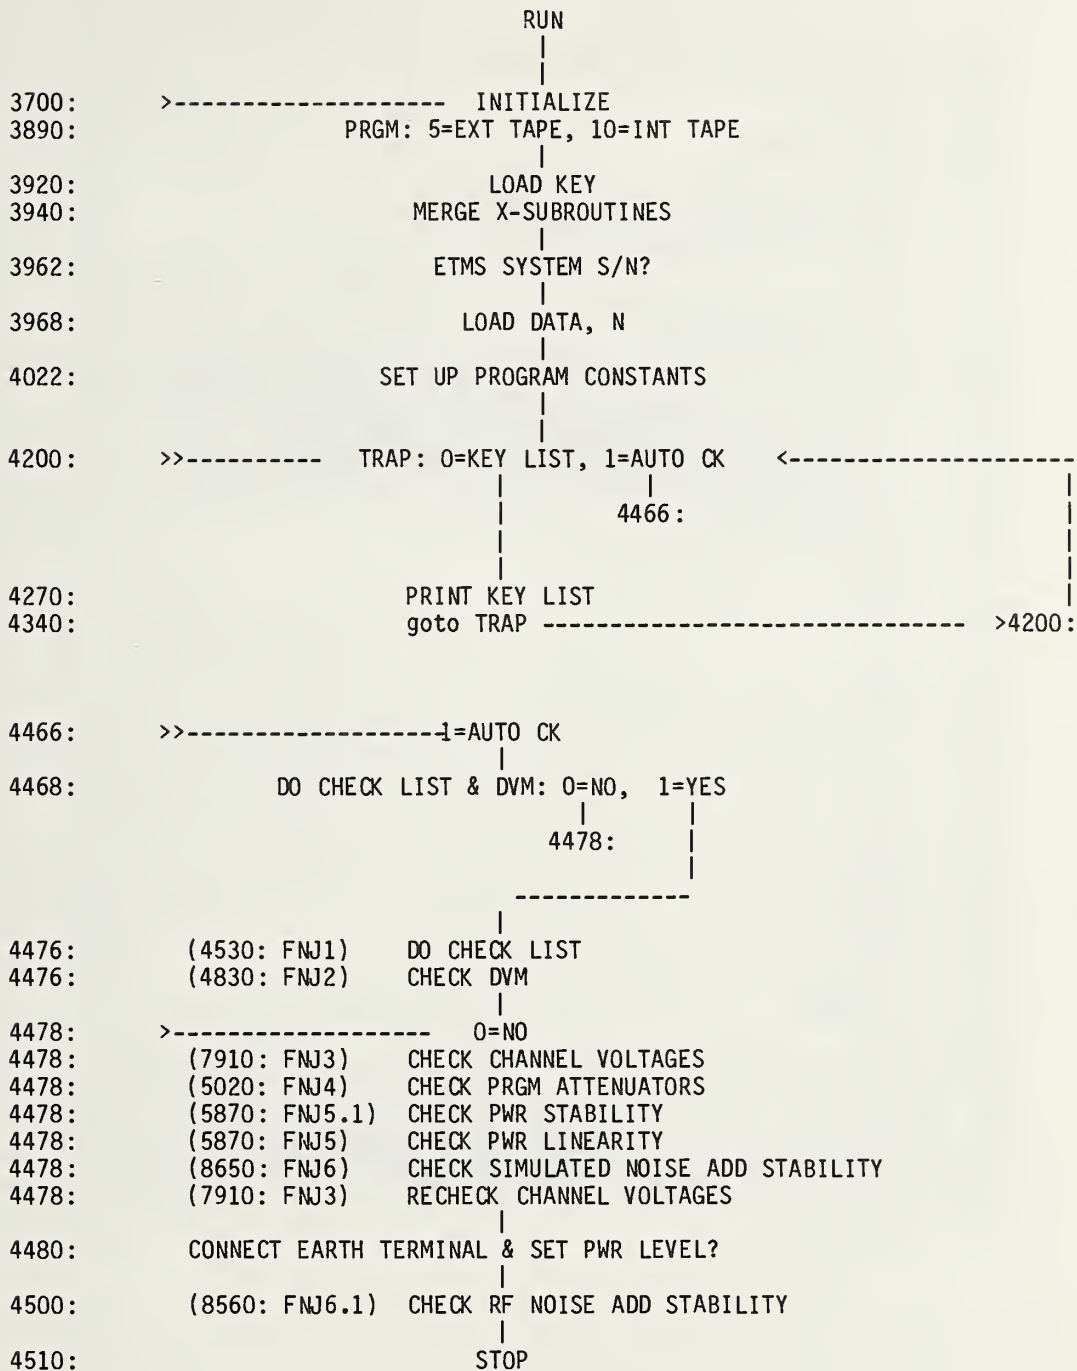 RUN
3700: >-------------------- INITIALIZE
3890: PRGM: 5=EXT TAPE, 10=INT TAPE
3920: LOAD KEY
3940: MERGE X-SUBROUTINES
3962: ETMS SYSTEM S/N?
3968: LOAD DATA, N
4022: SET UP PROGRAM CONSTANTS
4200: >>---------- TRAP: 0=KEY LIST, 1=AUTO CK <---------------------
4466:
4270: PRINT KEY LIST
4340: goto TRAP ------------------------------- >4200:
4466: >>-------------------1=AUTO CK
4468: DO CHECK LIST & DVM: 0=NO, 1=YES
4478:
-------------
4476: (4530: FNJ1) DO CHECK LIST
4476: (4830: FNJ2) CHECK DVM
4478: >------------------- 0=NO
4478: (7910: FNJ3) CHECK CHANNEL VOLTAGES
4478: (5020: FNJ4) CHECK PRGM ATTENUATORS
4478: (5870: FNJ5.1) CHECK PWR STABILITY
4478: (5870: FNJ5) CHECK PWR LINEARITY
4478: (8650: FNJ6) CHECK SIMULATED NOISE ADD STABILITY
4478: (7910: FNJ3) RECHECK CHANNEL VOLTAGES
4480: CONNECT EARTH TERMINAL & SET PWR LEVEL?
4500: (8560: FNJ6.1) CHECK RF NOISE ADD STABILITY
4510: STOP